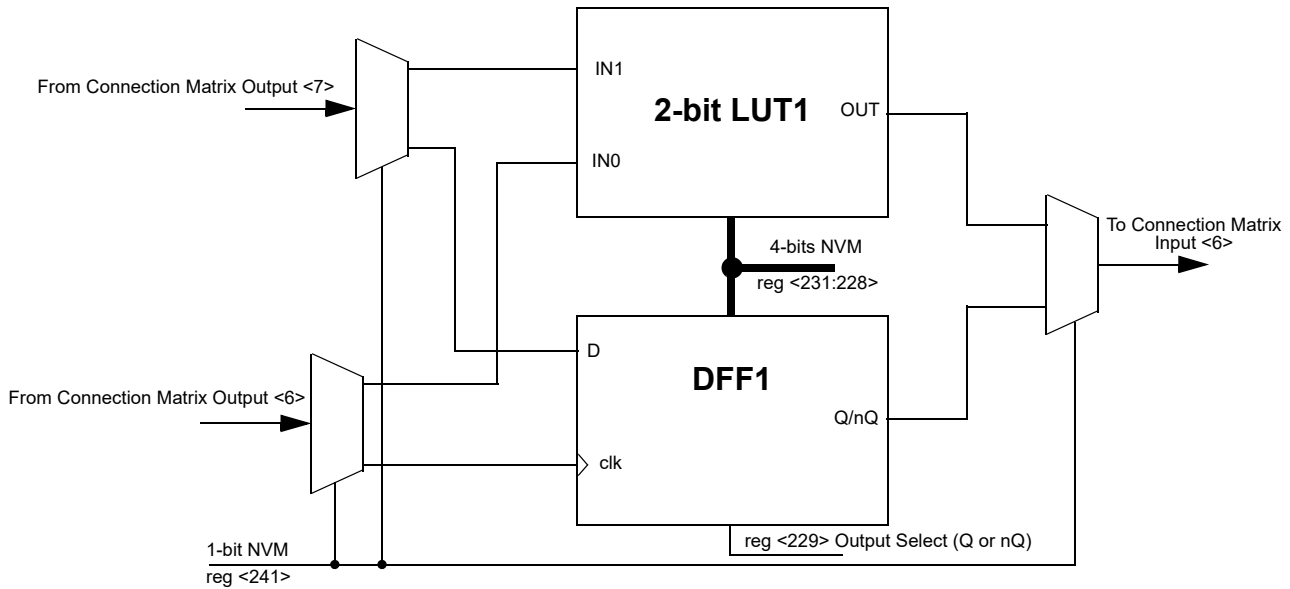 IN1
From Connection Matrix Output <7>
2-bit LUT1
OUT
IN0
To Connection Matrix
Input <6>
4-bits NVM
reg <231:228>
D
DFF1
From Connection Matrix Output <6>
Q/nQ
clk
reg <229> Output Select (Q or nQ)
1-bit NVM
reg <241>